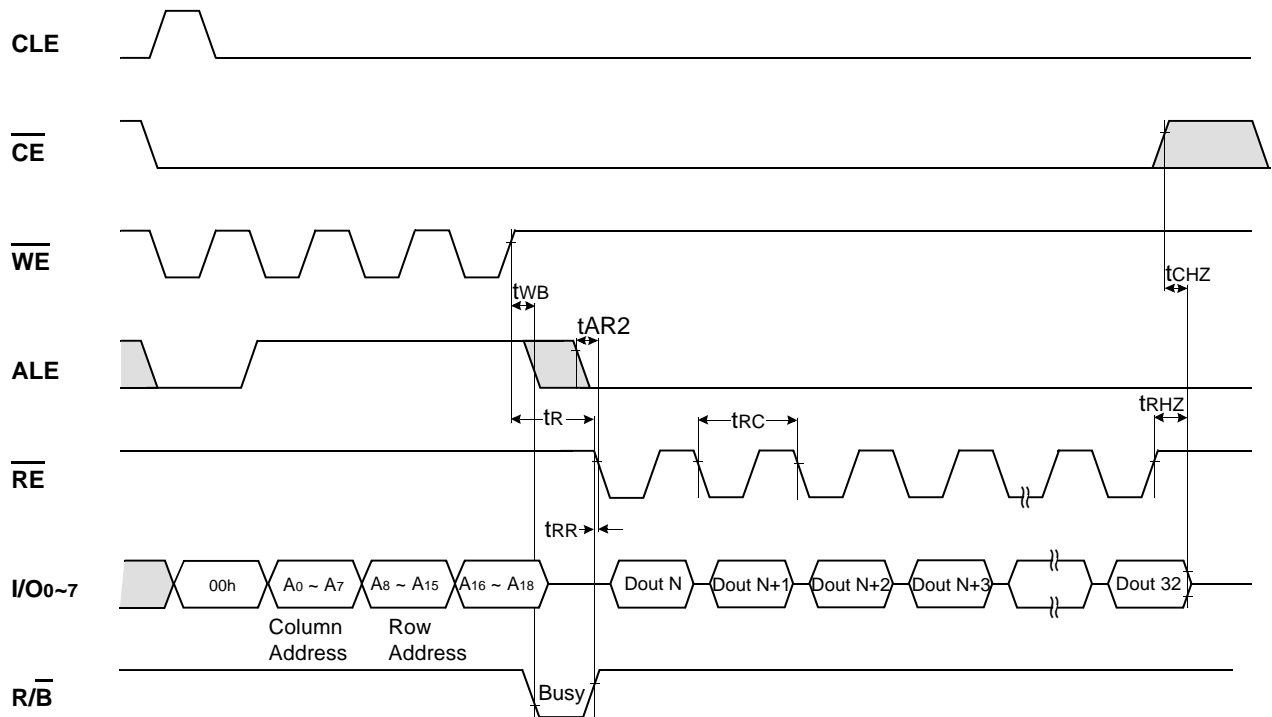 CLE
CE
WE
tWB
tCHZ
tAR2
ALE
tR
tRC
tRHZ
RE
tRR
I/O0~7
00h
A0 ~ A7
A8 ~ A15
A16 ~ A18
Dout N
Dout N+1
Dout N+2
Dout N+3
Dout 32
Column
Address
Row
Address
R/B
Busy